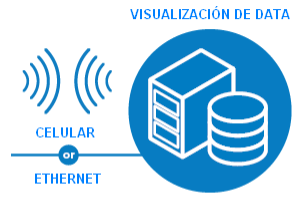 VISUALIZACIÓN DE DATA
CELULAR
or
ETHERNET